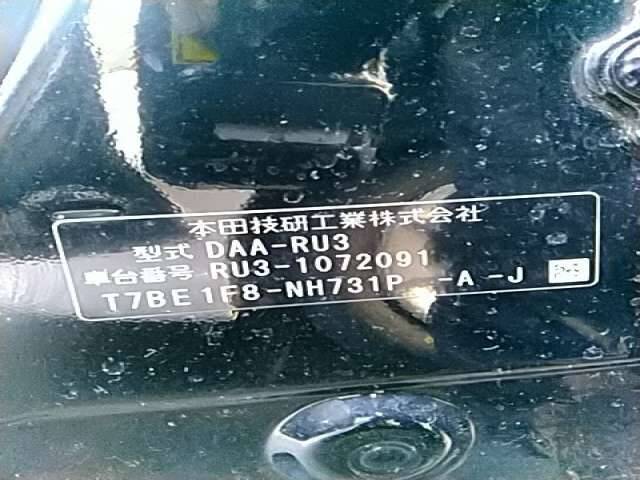 本田技研工業株式会社
型式 DAA-RU3
車台番号 RU3-1072091
T7BE1F8-NH731P -A-J